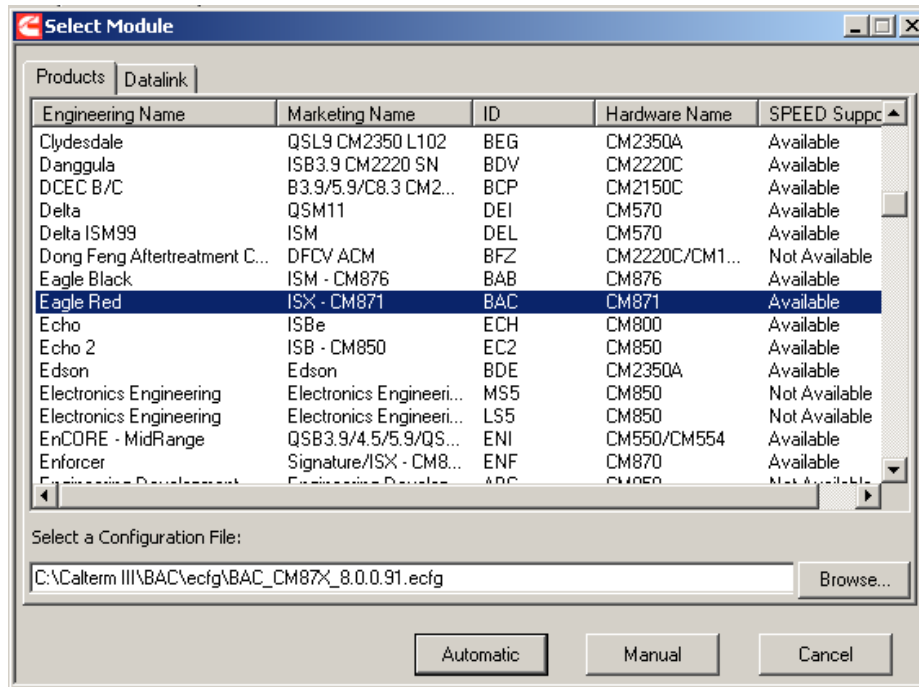 Select Module
Products Datalink
Engineering Name Marketing Name ID Hardware Name SPEED Suppc
Clydesdale QSL9 CM2350 L102 BEG CM2350A Available
Danggula ISB3.9 CM2220 SN BDV CM2220C Available
DCEC B/C B3.9/5.9/C8.3 CM2... BCP CM2150C Available
Delta QSM11 DEI CM570 Available
Delta ISM99 ISM DEL CM570 Available
Dong Feng Aftertreatment C... DFCV ACM BFZ CM2220C/CM1... Not Available
Eagle Black ISM - CM876 BAB CM876 Available
Eagle Red ISX - CM871 BAC CM871 Available
Echo ISBe ECH CM800 Available
Echo 2 ISB - CM850 EC2 CM850 Available
Edson Edson BDE CM2350A Available
Electronics Engineering Electronics Engineeri... MS5 CM850 Not Available
Electronics Engineering Electronics Engineeri... LS5 CM850 Not Available
EnCORE - MidRange QSB3.9/4.5/5.9/QS... ENI CM550/CM554 Available
Enforcer Signature/ISX - CM8... ENF CM870 Available
Select a Configuration File:
C:\Calterm III\BAC\ecfg\BAC_CM87X_8.0.0.91.ecfg Browse...
Automatic Manual Cancel